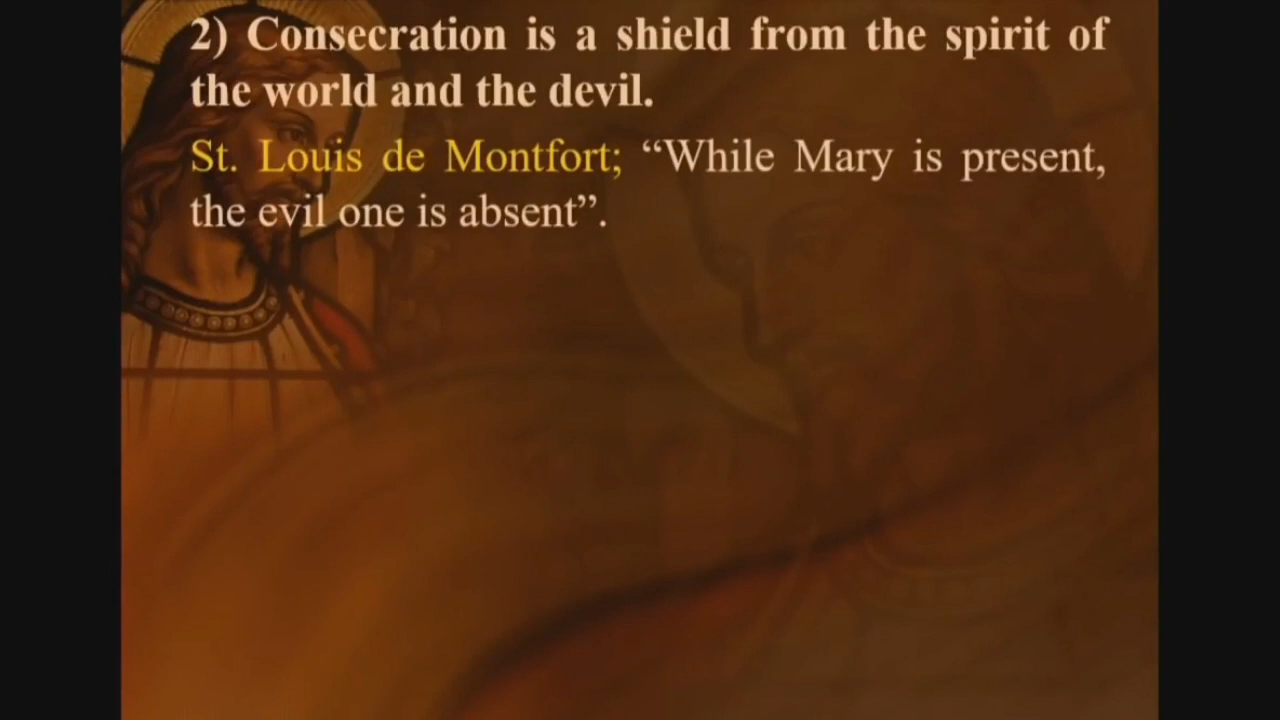 2) Consecration is a shield from the spirit of
the world and the devil.
St. Louis de Montfort; “While Mary is present,
the evil one is absent”.